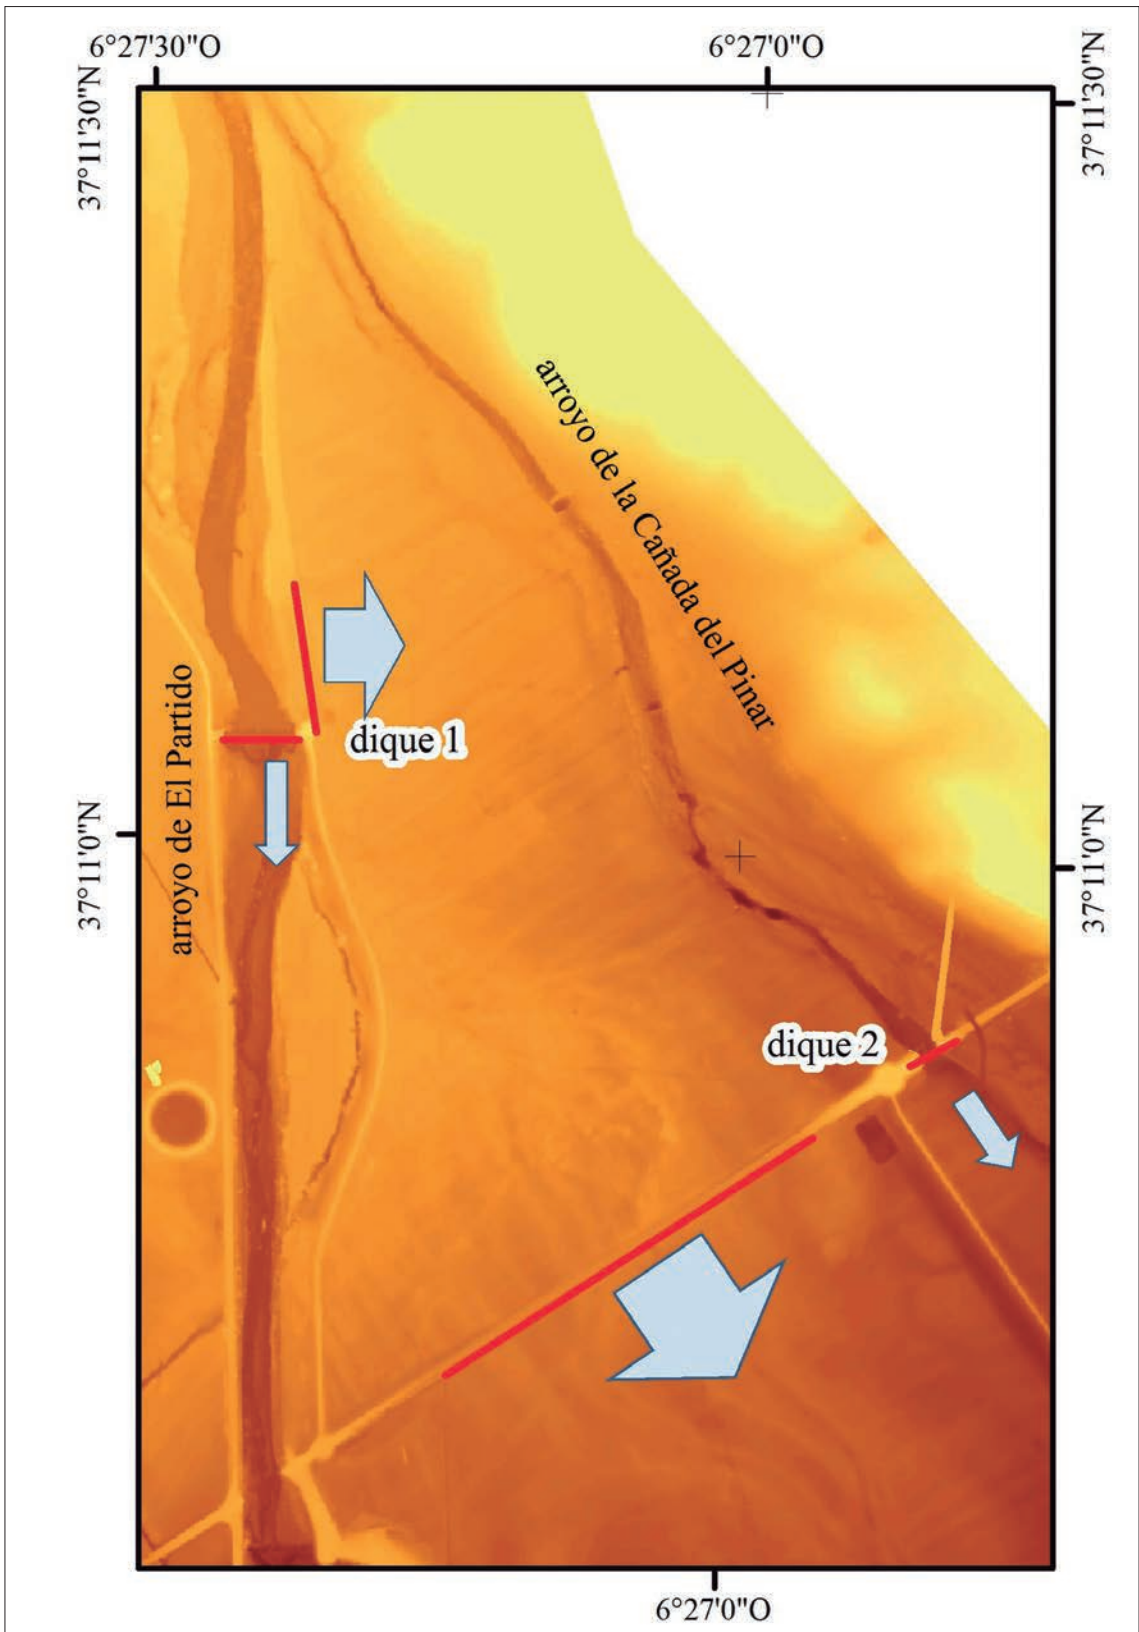 6°27'30"O
6°27'0"O
37°11'30"N
37°11'30"N
arroyo de la Cañada del Pinar
arroyo de El Partido
dique 1
37°11'0"N
37°11'0"N
dique 2
6°27'0"O